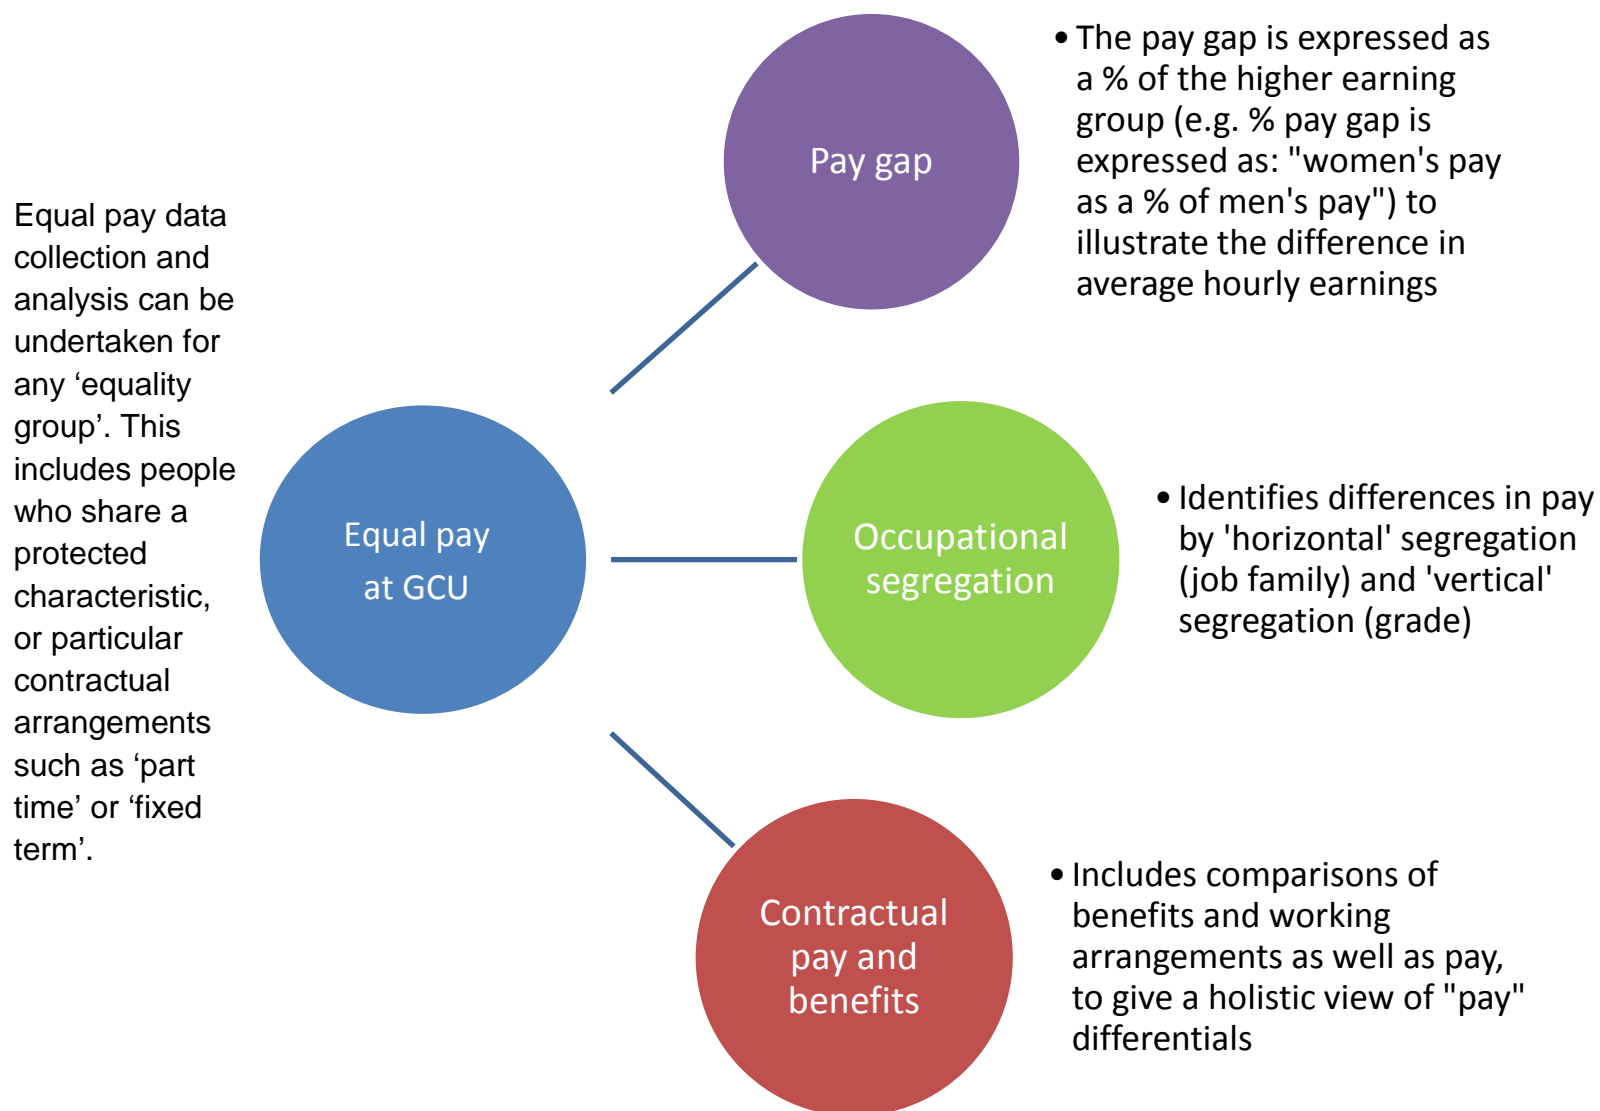 Equal pay data
collection and
analysis can be
undertaken for
any ‘equality
group’. This
includes people
who share a
protected
characteristic,
or particular
contractual
arrangements
such as ‘part
time’ or ‘fixed
term’.
Equal pay
at GCU
Pay gap
• The pay gap is expressed as
a % of the higher earning
group (e.g. % pay gap is
expressed as: "women's pay
as a % of men's pay") to
illustrate the difference in
average hourly earnings
Occupational
segregation
• Identifies differences in pay
by 'horizontal' segregation
(job family) and 'vertical'
segregation (grade)
Contractual
pay and
benefits
• Includes comparisons of
benefits and working
arrangements as well as pay,
to give a holistic view of "pay"
differentials